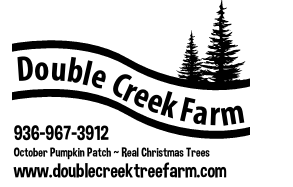 Double Creek Farm
936-967-3912
October Pumpkin Patch ~ Real Christmas Trees
www.doublecreektreefarm.com